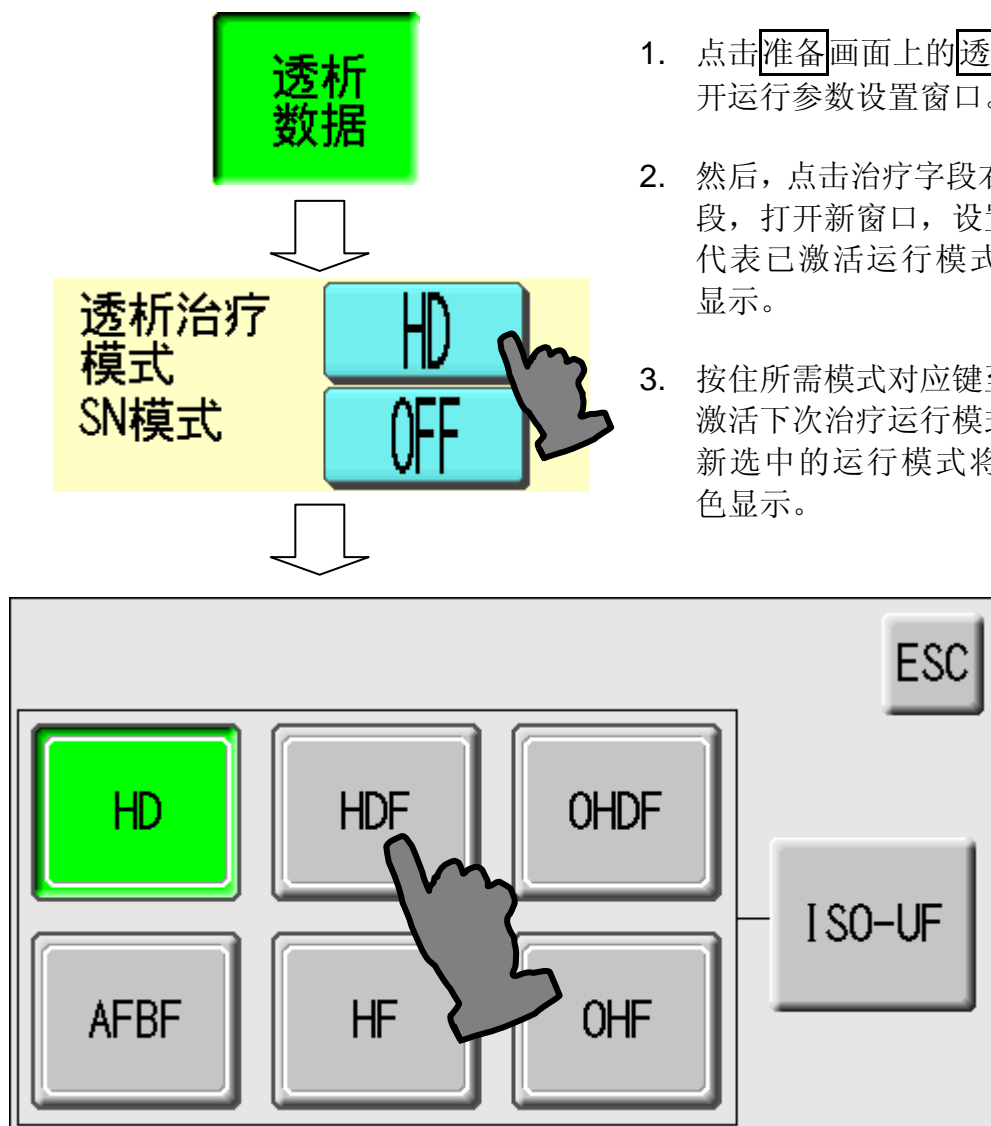 透析
数据
1. 点击准备画面上的透
开运行参数设置窗口。
2. 然后，点击治疗字段
段，打开新窗口，设
代表已激活运行模式
显示。
3. 按住所需模式对应键
激活下次治疗运行模
新选中的运行模式将
色显示。
透析治疗
模式
HD
SN模式
OFF
ESC
HD
HDF
OHDF
ISO-UF
AFBF
HF
OHF